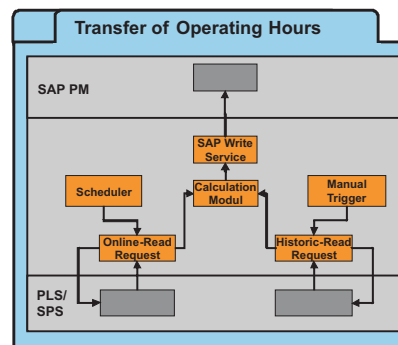 Transfer of Operating Hours
SAP PM
SAP Write
Service
Scheduler
Calculation
Modul
Manual
Trigger
Online-Read
Request
Historic-Read
Request
PLS/
SPS